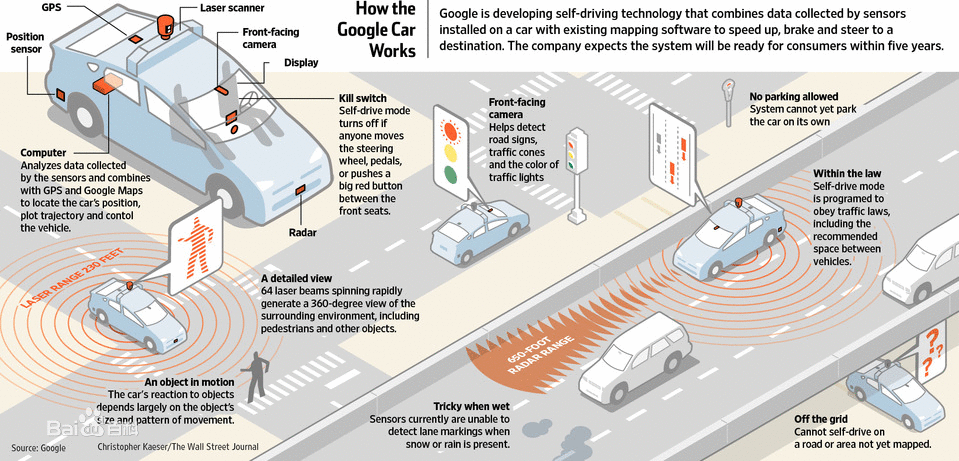 How the
Google Car
Works
Google is developing self-driving technology that combines data collected by sensors
installed on a car with existing mapping software to speed up, brake and steer to a
destination. The company expects the system will be ready for consumers within five years.
GPS
Laser scanner
Position
sensor
Front-facing
camera
Display
Kill switch
Self-drive mode
turns off if
anyone moves
the steering
wheel, pedals,
or pushes a
big red button
between the
front seats.
Computer
Analyzes data collected
by the sensors and combines
with GPS and Google Maps
to locate the car's position,
plot trajectory and contol
the vehicle.
Radar
Front-facing
camera
Helps detect
road signs,
traffic cones
and the color of
traffic lights
No parking allowed
System cannot yet park
the car on its own
Within the law
Self-drive mode
is programed to
obey traffic laws,
including the
recommended
space between
vehicles.
LASER RANGE 230 FEET
A detailed view
64 laser beams spinning rapidly
generate a 360-degree view of the
surrounding environment, including
pedestrians and other objects.
650-FOOT
RADAR RANGE
An object in motion
The car's reaction to objects
depends largely on the object's
size and pattern of movement.
Tricky when wet
Sensors currently are unable to
detect lane markings when
snow or rain is present.
? ? ?
Off the grid
Cannot self-drive on
a road or area not yet mapped.
Baidu百科
Source: Google
Christopher Kaeser/The Wall Street Journal